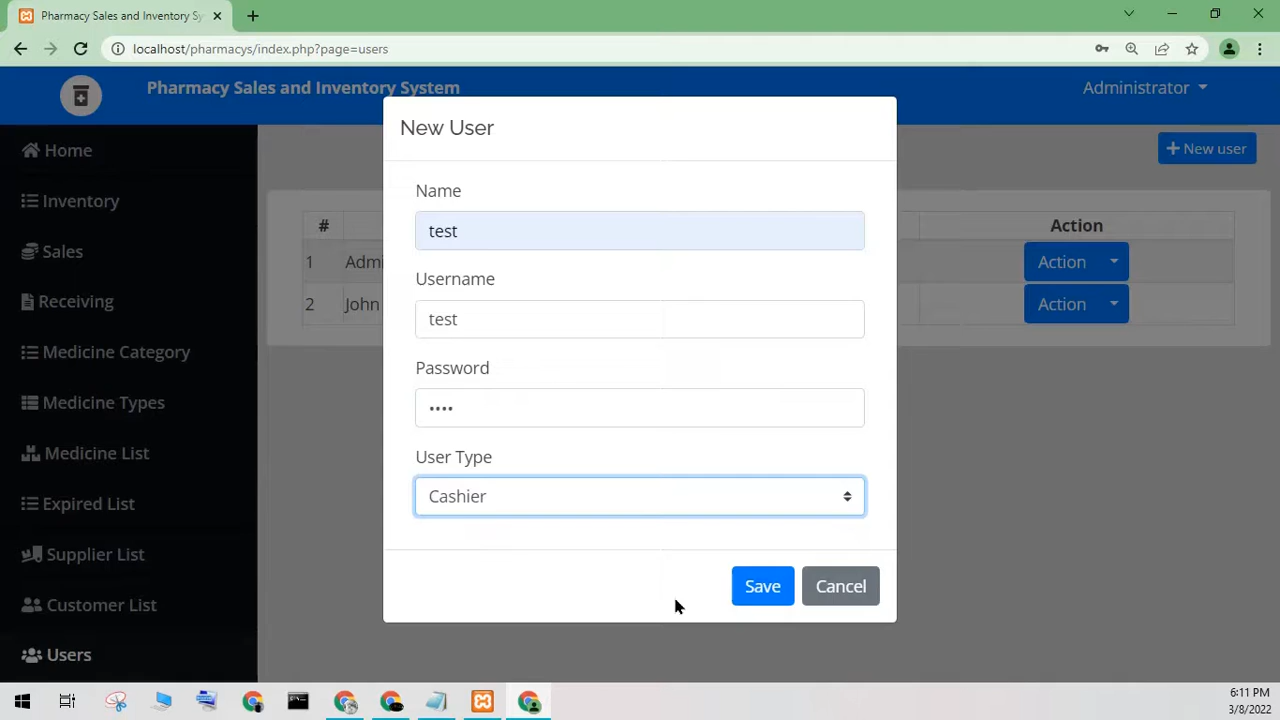 Pharmacy Sales and Inventory Sy
localhost/pharmacys/index.php?page=users
Pharmacy Sales and Inventory System
Administrator
Home
Inventory
Sales
Receiving
Medicine Category
Medicine Types
Medicine List
Expired List
Supplier List
Customer List
Users
New user
# Action
1 Admi Action
2 John Action
New User
Name
test
Username
test
Password
••••
User Type
Cashier
Save Cancel
6:11 PM
3/8/2022